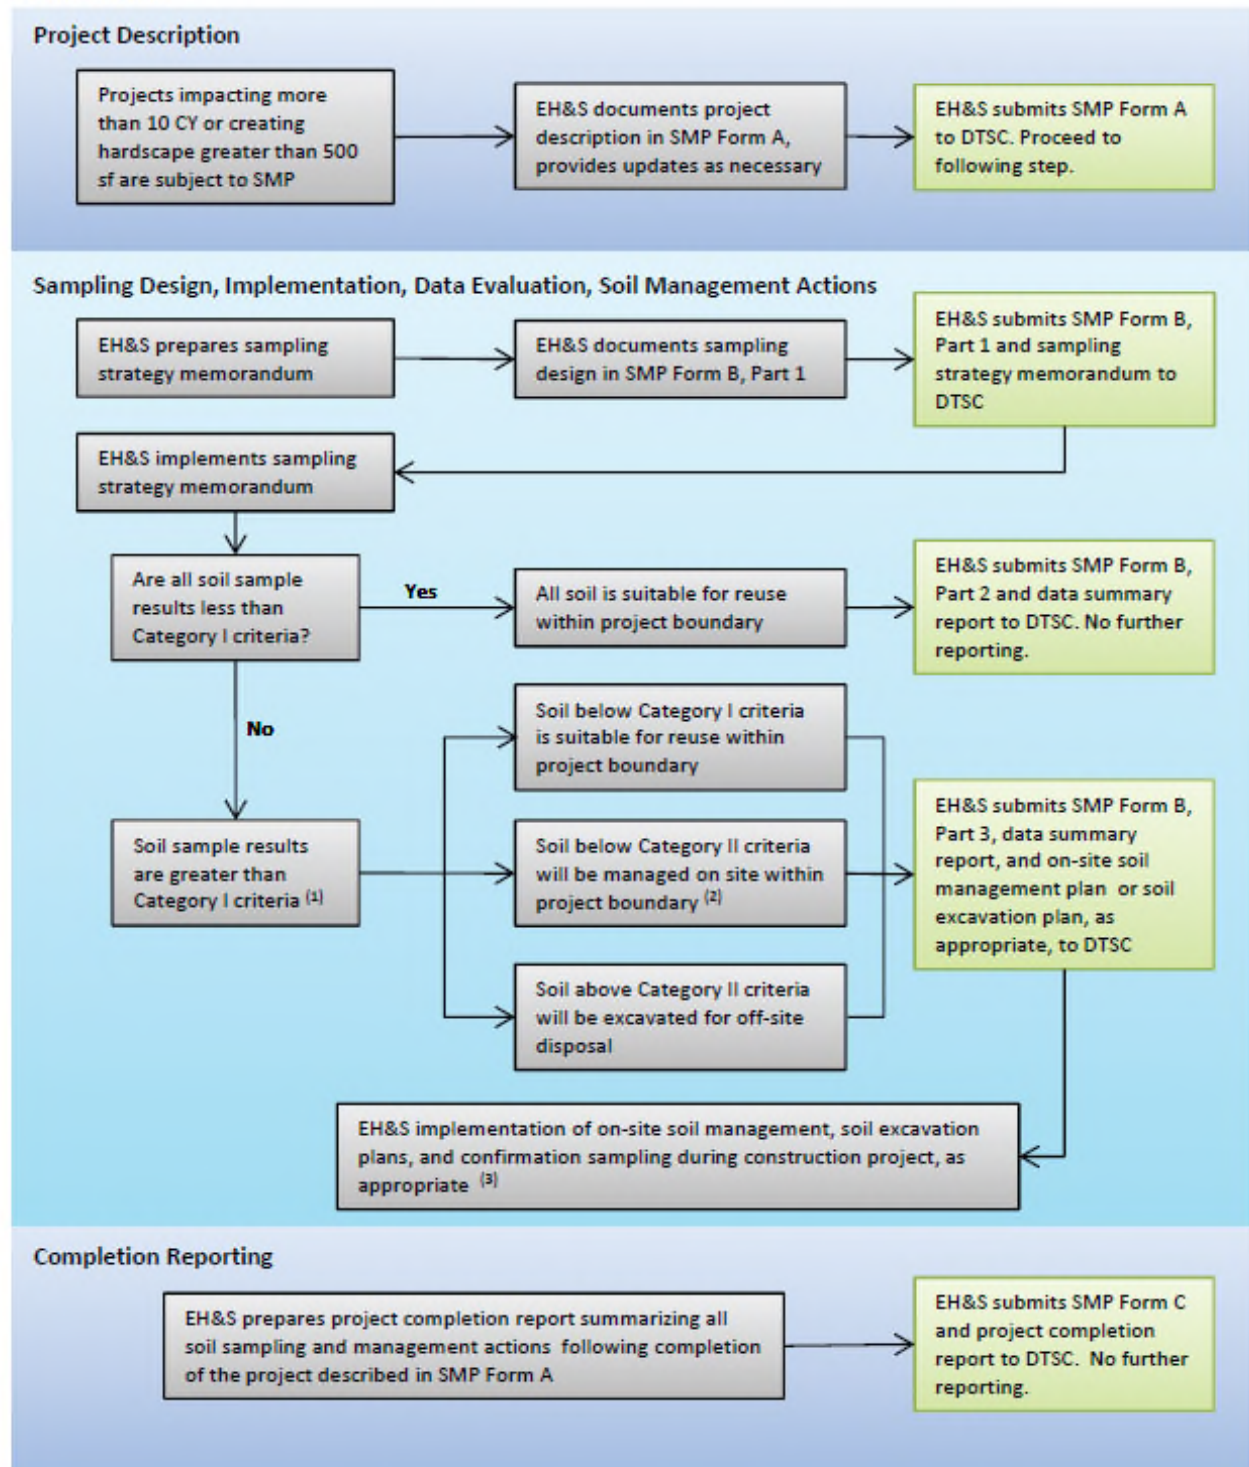 Project Description
Projects impacting more
than 10 CY or creating
hardscape greater than 500
sf are subject to SMP
EH&S documents project
description in SMP Form A,
provides updates as necessary
EH&S submits SMP Form A
to DTSC. Proceed to
following step.
Sampling Design, Implementation, Data Evaluation, Soil Management Actions
EH&S prepares sampling
strategy memorandum
EH&S documents sampling
design in SMP Form B, Part 1
EH&S submits SMP Form B,
Part 1 and sampling
strategy memorandum to
DTSC
EH&S implements sampling
strategy memorandum
Are all soil sample
results less than
Category I criteria?
Yes
All soil is suitable for reuse
within project boundary
EH&S submits SMP Form B,
Part 2 and data summary
report to DTSC. No further
reporting.
No
Soil sample results
are greater than
Category I criteria (1)
Soil below Category I criteria
is suitable for reuse within
project boundary
Soil below Category II criteria
will be managed on site within
project boundary (2)
Soil above Category II criteria
will be excavated for off-site
disposal
EH&S submits SMP Form B,
Part 3, data summary
report, and on-site soil
management plan or soil
excavation plan, as
appropriate, to DTSC
EH&S implementation of on-site soil management, soil excavation
plans, and confirmation sampling during construction project, as
appropriate (3)
Completion Reporting
EH&S prepares project completion report summarizing all
soil sampling and management actions following completion
of the project described in SMP Form A
EH&S submits SMP Form C
and project completion
report to DTSC. No further
reporting.